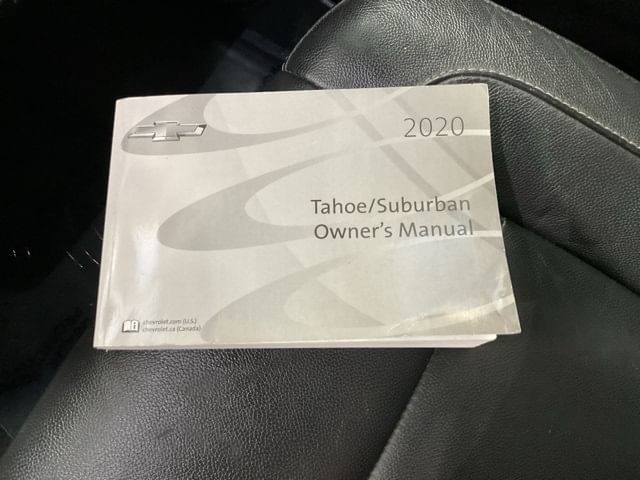 2020
Tahoe/Suburban
Owner's Manual
chevrolet.com (U.S.)
chevrolet.ca (Canada)